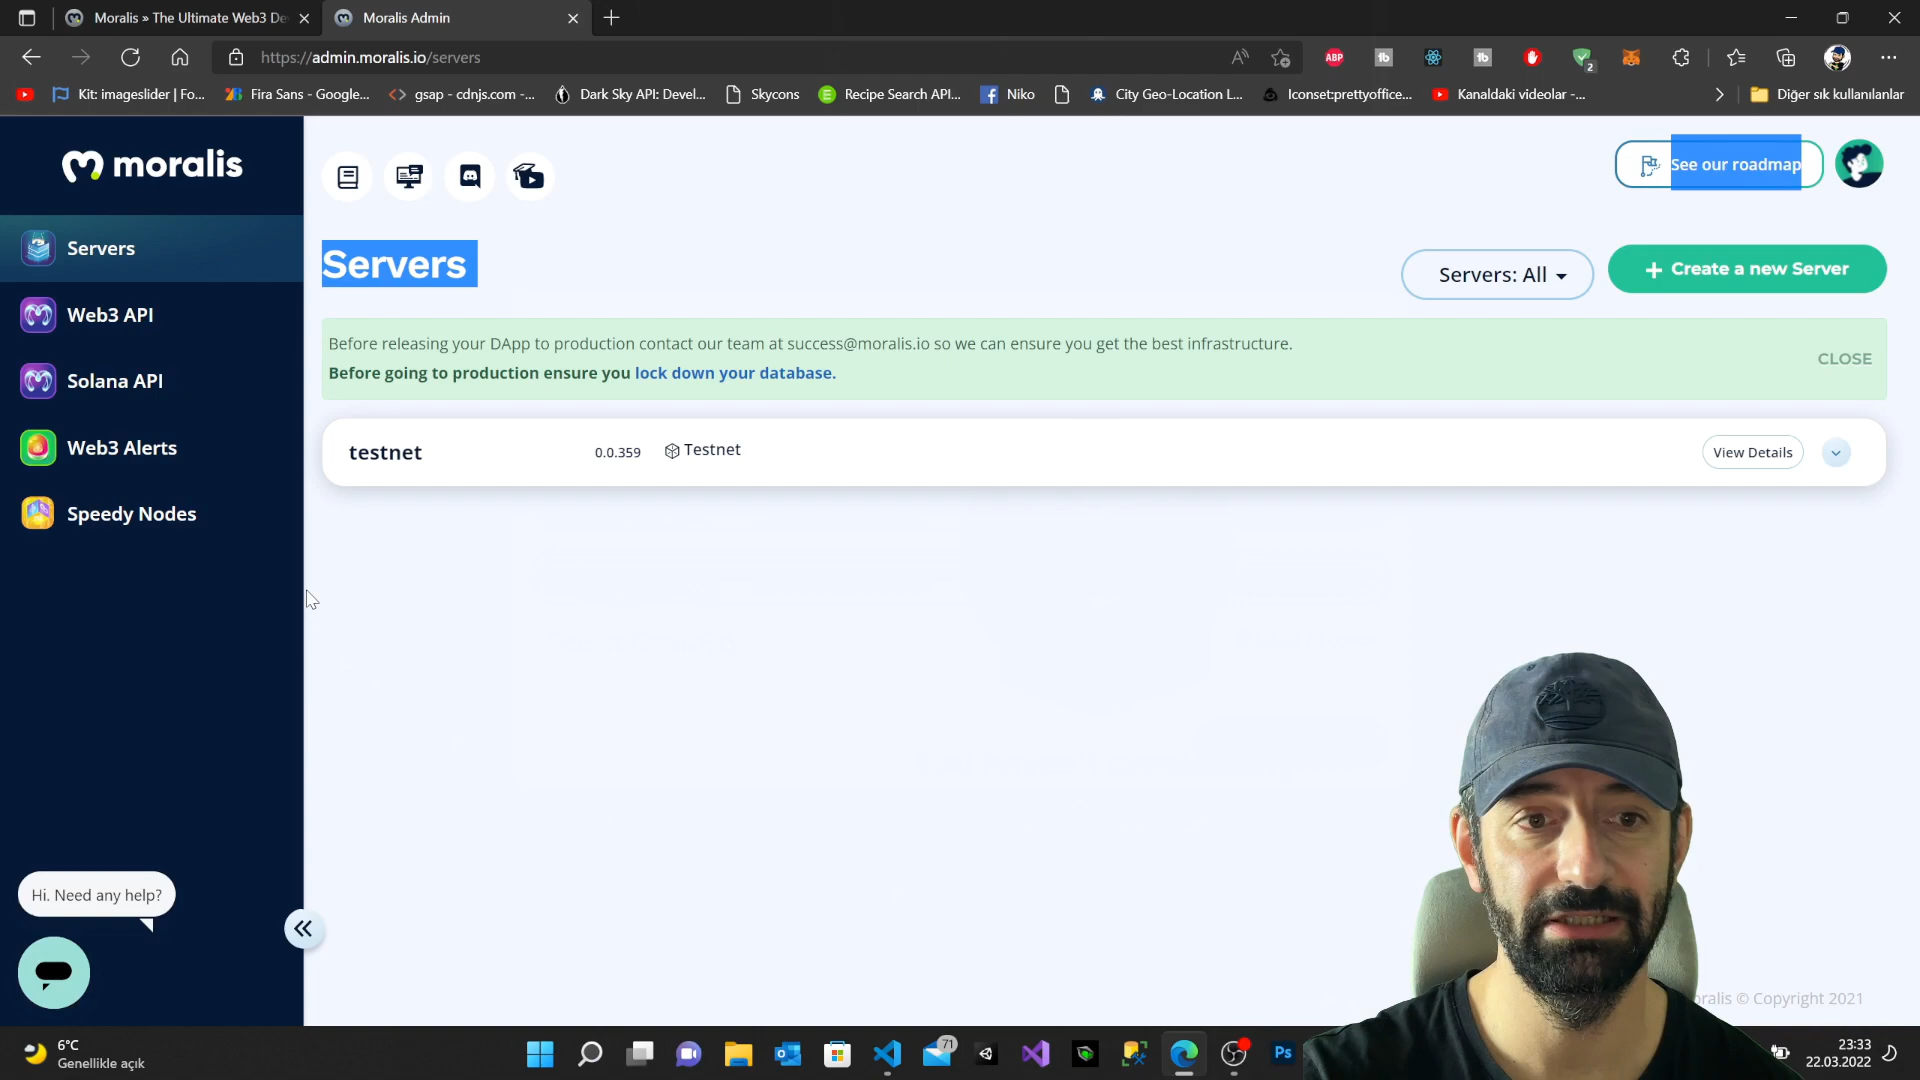 Moralis » The Ultimate Web3 De
Moralis Admin
https://admin.moralis.io/servers
2
Kit: imageslider | Fo...
Fira Sans - Google...
gsap - cdnjs.com -...
Dark Sky API: Devel...
Skycons
Recipe Search API...
Niko
City Geo-Location L...
Iconset:prettyoffice...
Kanaldaki videolar -...
Diğer sık kullanılanlar
ABP
moralis
See our roadmap
Servers
Web3 API
Solana API
Web3 Alerts
Speedy Nodes
Servers
Servers: All
+ Create a new Server
Before releasing your DApp to production contact our team at success@moralis.io so we can ensure you get the best infrastructure.
Before going to production ensure you lock down your database.
CLOSE
testnet
0.0.359
Testnet
View Details
Hi. Need any help?
oralis © Copyright 2021
6°C
Genellikle açık
71
Ps
23:33
22.03.2022